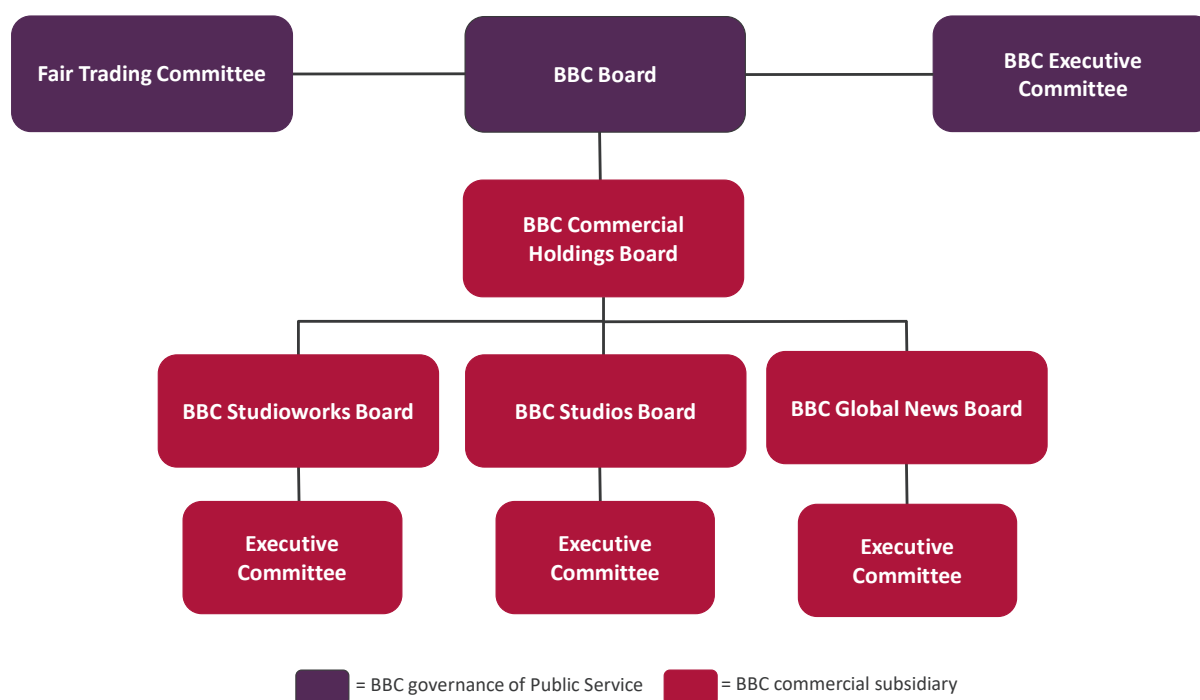 Fair Trading Committee
BBC Board
BBC Executive
Committee
BBC Commercial
Holdings Board
BBC Studioworks Board
BBC Studios Board
BBC Global News Board
Executive
Committee
Executive
Committee
Executive
Committee
= BBC governance of Public Service
= BBC commercial subsidiary